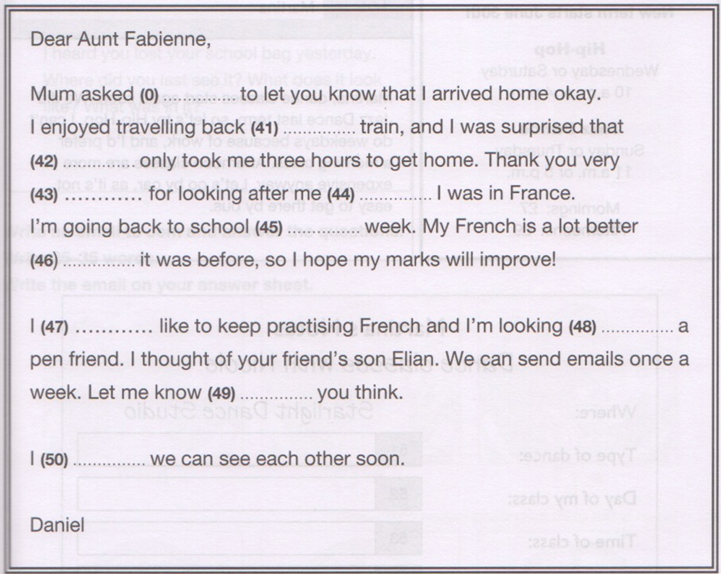 Dear Aunt Fabienne,
Mum asked (0) ............ to let you know that I arrived home okay.
I enjoyed travelling back (41) ............ train, and I was surprised that
(42) ............ only took me three hours to get home. Thank you very
(43) ............ for looking after me (44) ............ I was in France.
I'm going back to school (45) ............ week. My French is a lot better
(46) ............ it was before, so I hope my marks will improve!
I (47) ............ like to keep practising French and I'm looking (48) ............ a
pen friend. I thought of your friend's son Elian. We can send emails once a
week. Let me know (49) ............ you think.
I (50) ............ we can see each other soon.
Daniel